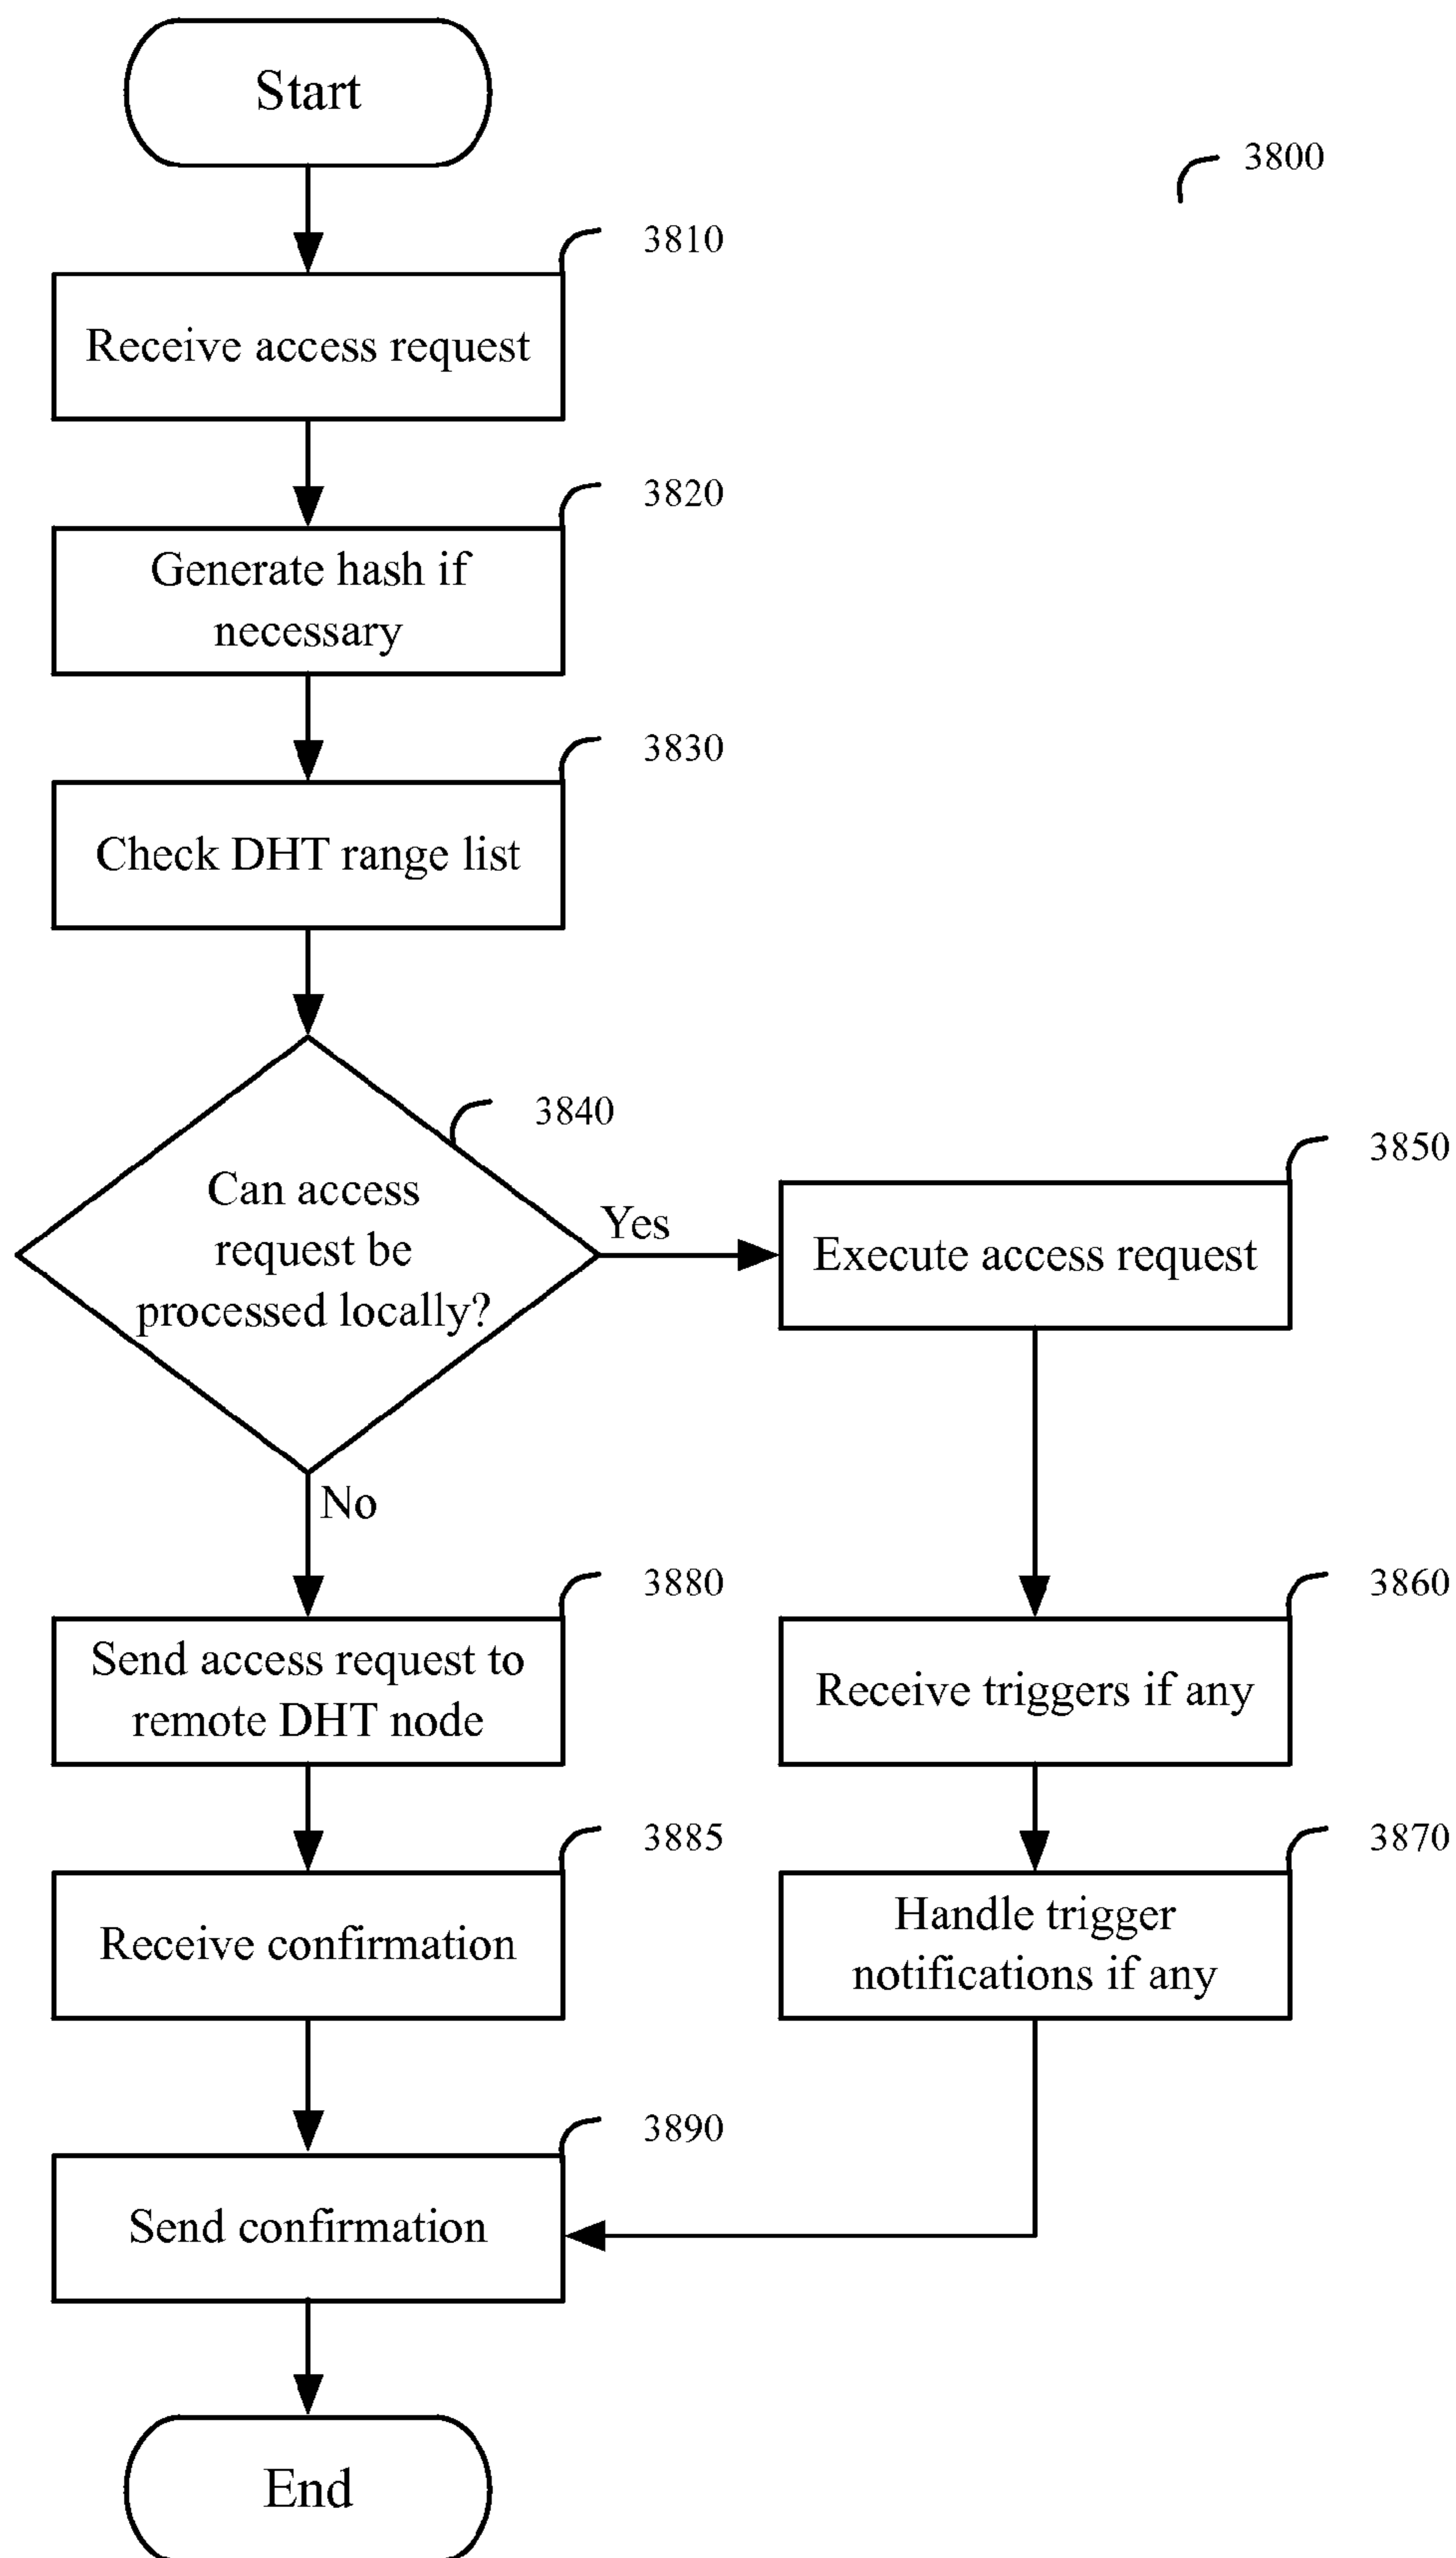 Start
3800
3810
Receive access request
3820
Generate hash if
necessary
3830
Check DHT range list
3840
Can access
request be
processed locally?
Yes
3850
Execute access request
No
3880
Send access request to
remote DHT node
3860
Receive triggers if any
3885
Receive confirmation
3870
Handle trigger
notifications if any
3890
Send confirmation
End